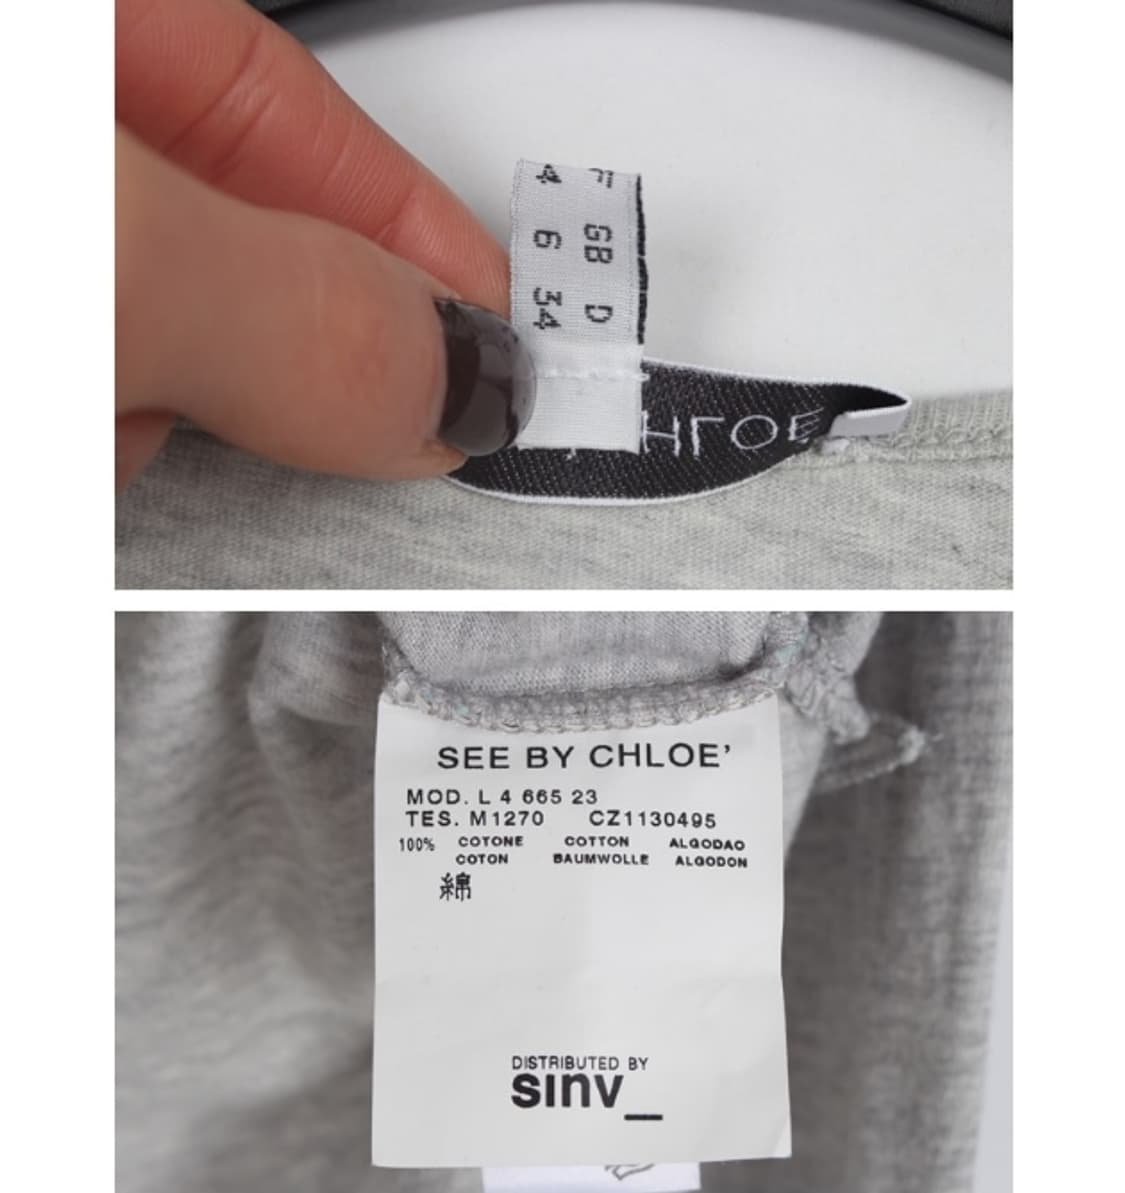 F GB D
4 6 34
CHLOE
SEE BY CHLOE'
MOD. L 4 665 23
TES. M1270 CZ1130495
100% COTONE COTTON ALGODAO
COTON BAUMWOLLE ALGODON
綿
DISTRIBUTED BY
sinv_